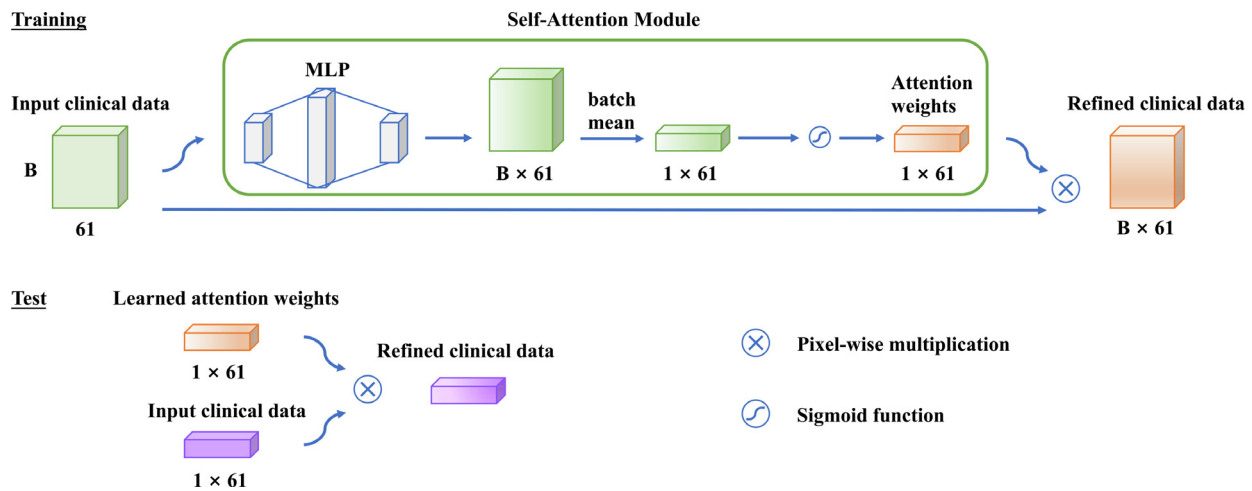 Training
Self-Attention Module
MLP
Input clinical data
B
61
B × 61
batch
mean
1 × 61
Attention
weights
1 × 61
Refined clinical data
B × 61
Test
Learned attention weights
1 × 61
Input clinical data
1 × 61
Refined clinical data
Pixel-wise multiplication
Sigmoid function